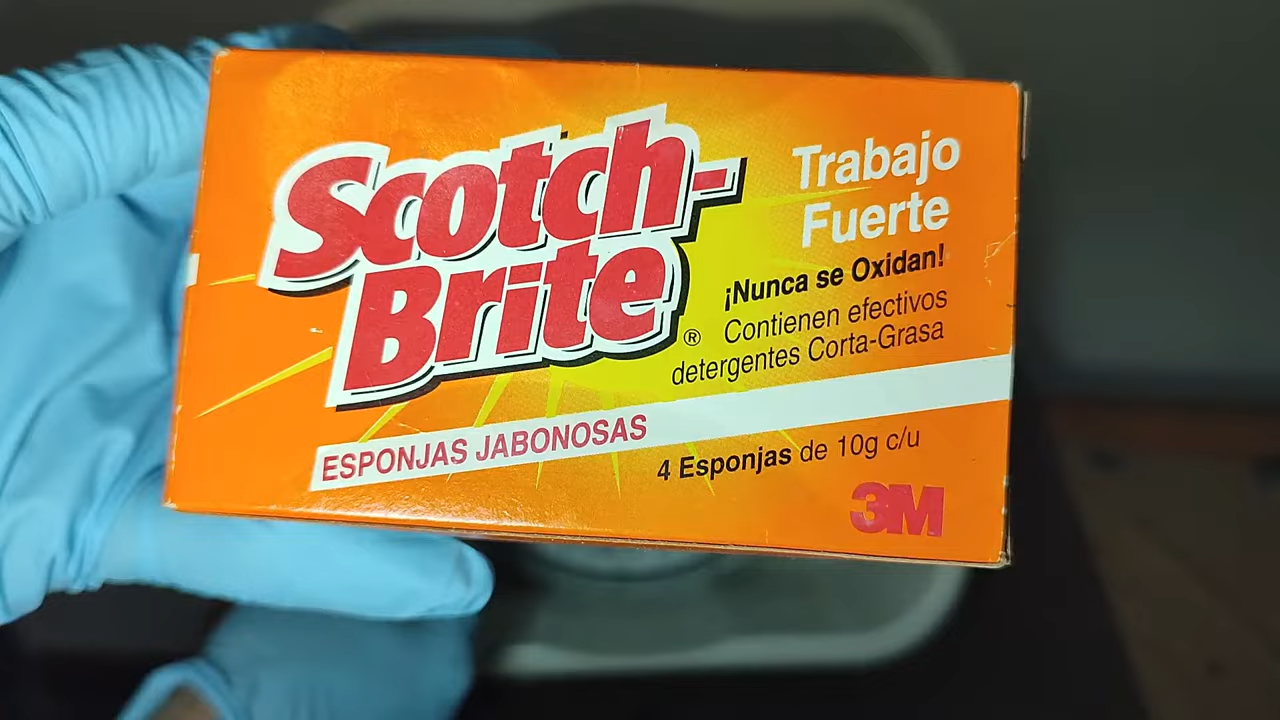 Scotch-
Brite®
Trabajo
Fuerte
¡Nunca se Oxidan!
Contienen efectivos
detergentes Corta-Grasa
ESPONJAS JABONOSAS
4 Esponjas de 10g c/u
3M